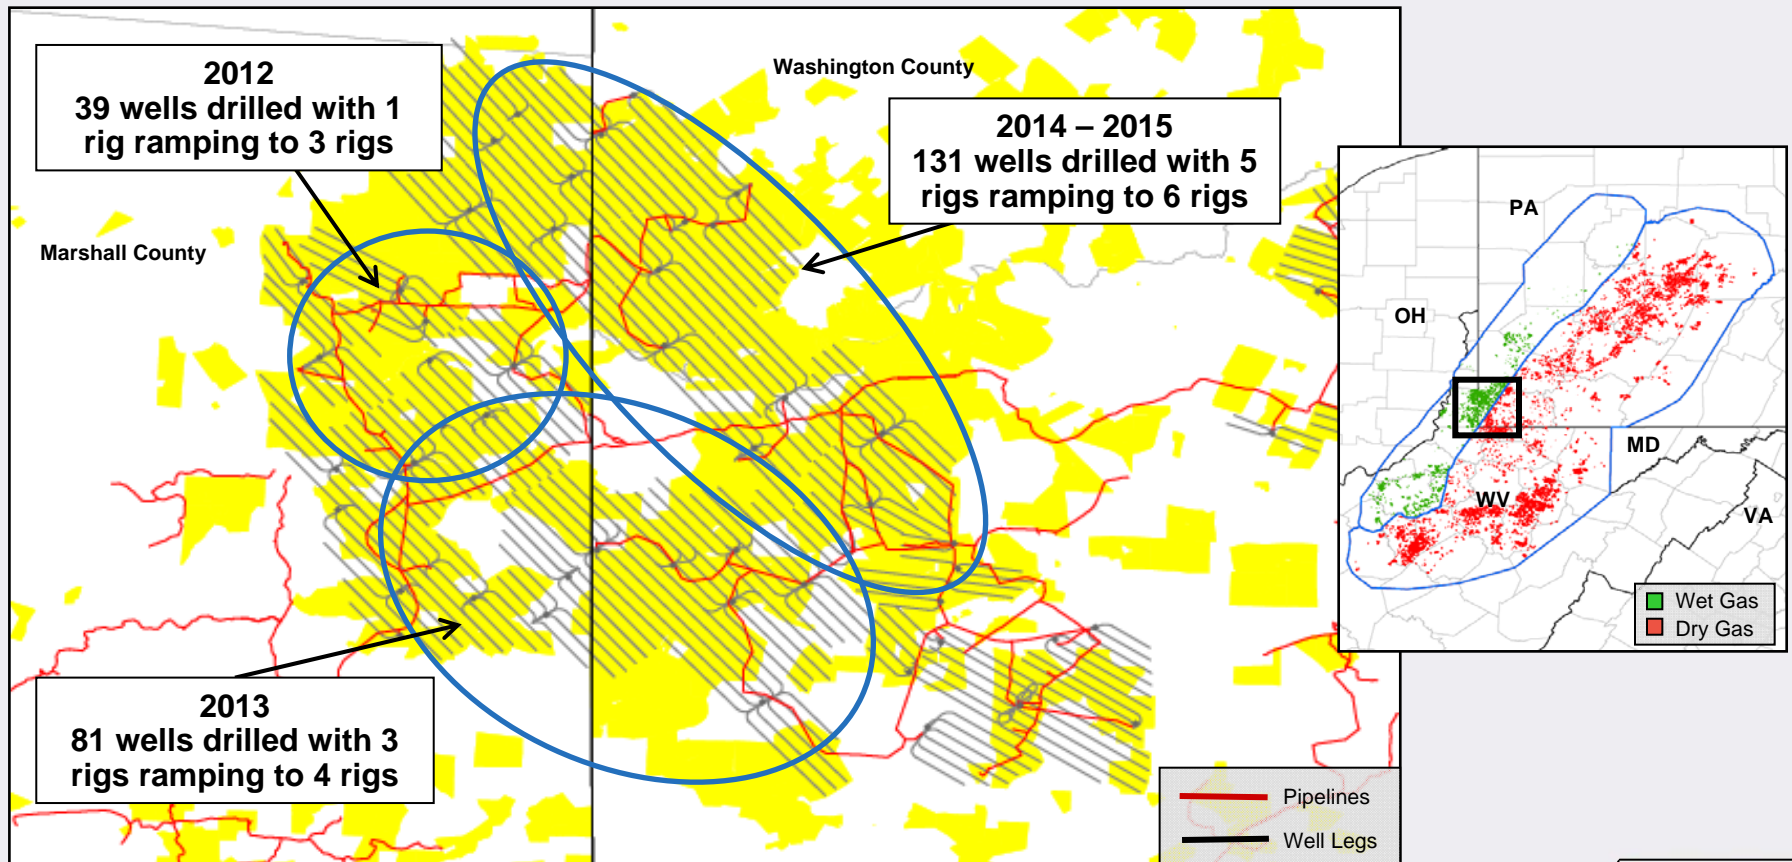 2012
39 wells drilled with 1
rig ramping to 3 rigs
Washington County
2014 – 2015
131 wells drilled with 5
rigs ramping to 6 rigs
Marshall County
2013
81 wells drilled with 3
rigs ramping to 4 rigs
Pipelines
Well Legs
PA
OH
MD
WV
VA
Wet Gas
Dry Gas